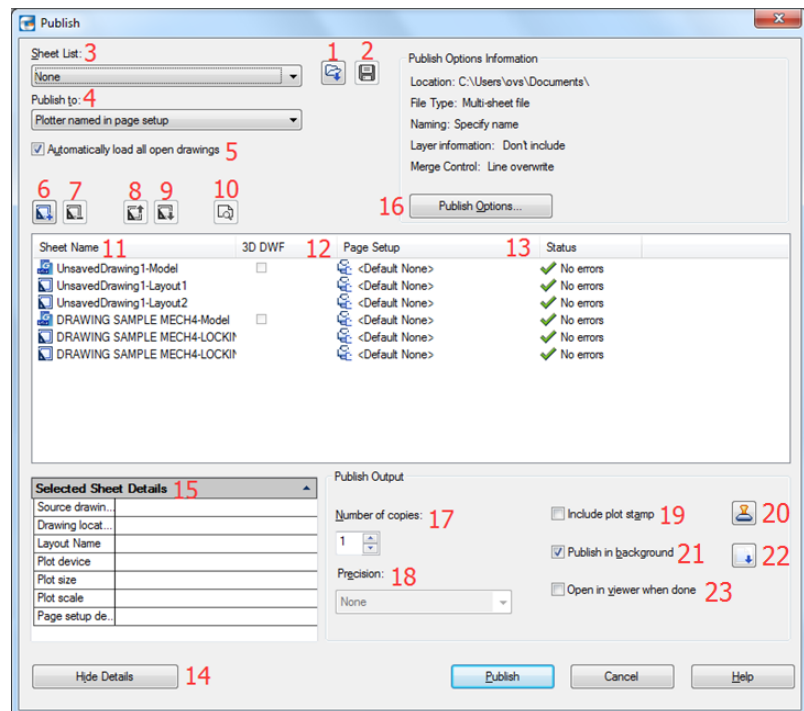 Publish
Sheet List: 3
1 2
None
Publish to: 4
Plotter named in page setup
Automatically load all open drawings 5
Publish Options Information
Location: C:\Users\ovs\Documents\
File Type: Multi-sheet file
Naming: Specify name
Layer information: Don't include
Merge Control: Line overwrite
6 7 8 9 10
16 Publish Options...
Sheet Name 11 3D DWF 12 Page Setup 13 Status
UnsavedDrawing1-Model <Default None> No errors
UnsavedDrawing1-Layout1 <Default None> No errors
UnsavedDrawing1-Layout2 <Default None> No errors
DRAWING SAMPLE MECH4-Model <Default None> No errors
DRAWING SAMPLE MECH4-LOCKIN <Default None> No errors
DRAWING SAMPLE MECH4-LOCKIN <Default None> No errors
Selected Sheet Details 15
Source drawin...
Drawing locat...
Layout Name
Plot device
Plot size
Plot scale
Page setup de...
Publish Output
Number of copies: 17
1
Precision: 18
None
Include plot stamp 19 20
Publish in background 21 22
Open in viewer when done 23
Hide Details 14
Publish Cancel Help